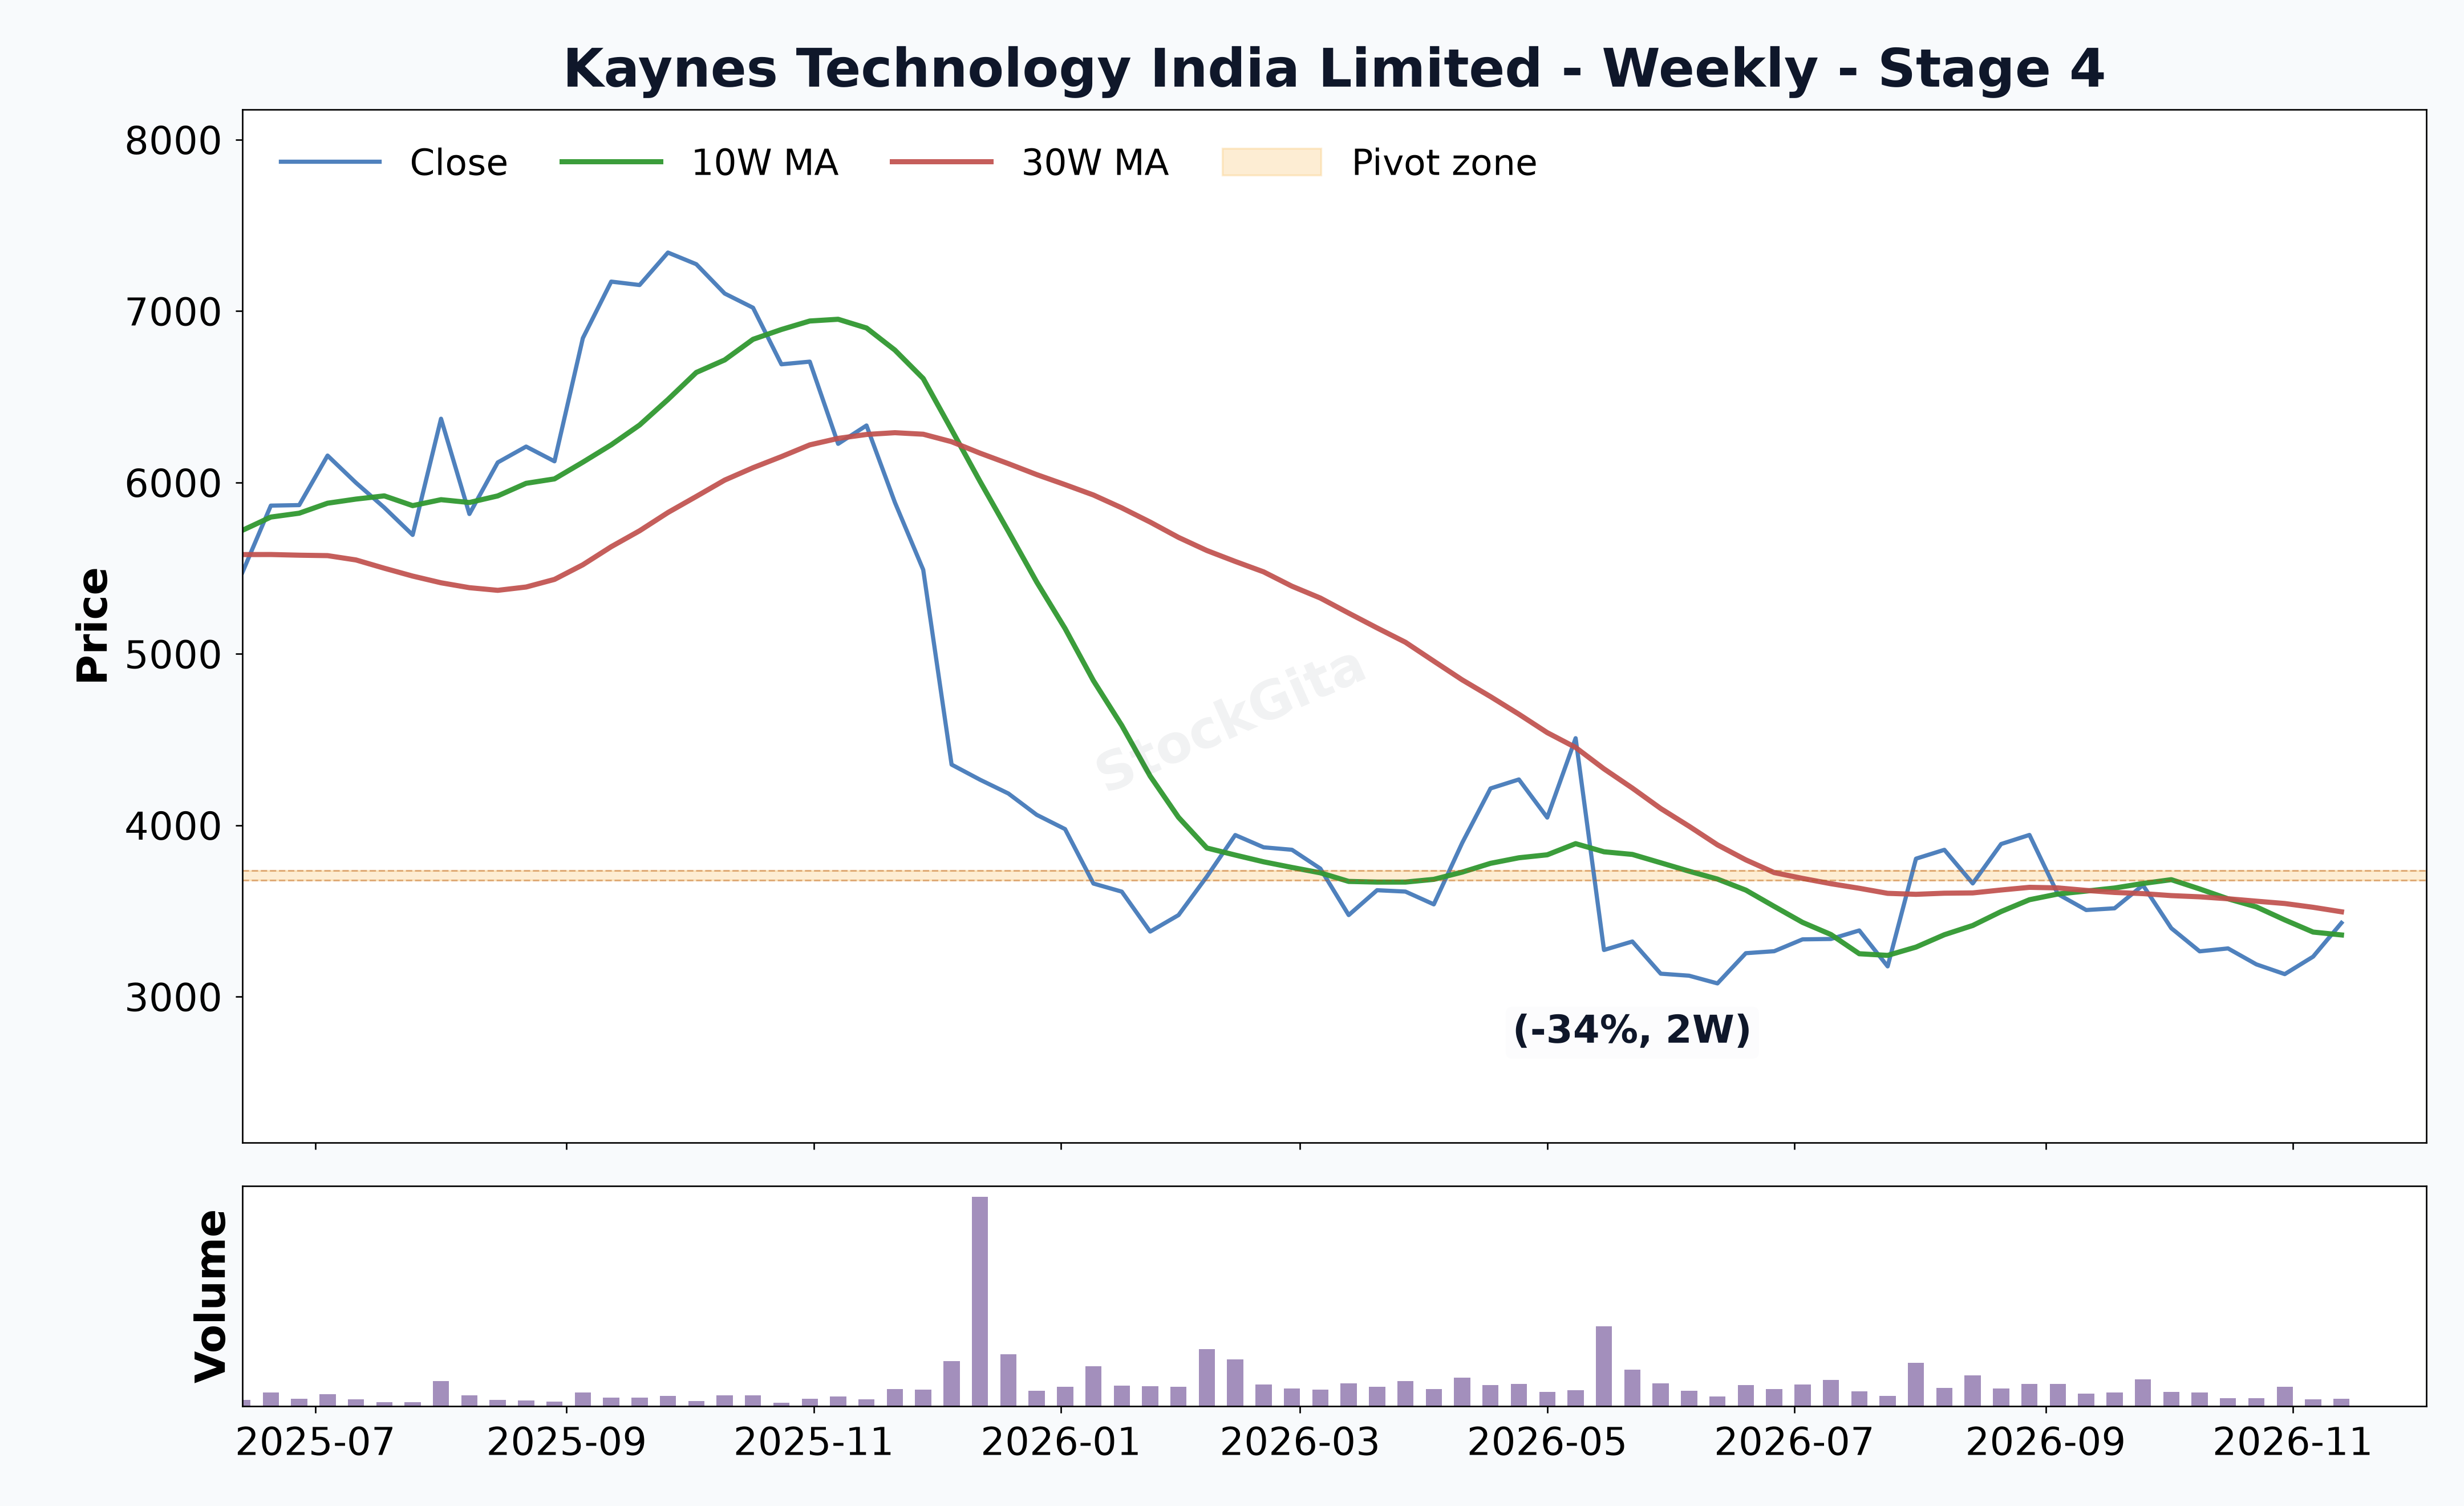 Kaynes Technology India Limited - Weekly - Stage 4
Close 10W MA 30W MA Pivot zone
8000
7000
6000
5000
4000
3000
Price
StockGita
(-34%, 2W)
Volume
2025-07 2025-09 2025-11 2026-01 2026-03 2026-05 2026-07 2026-09 2026-11